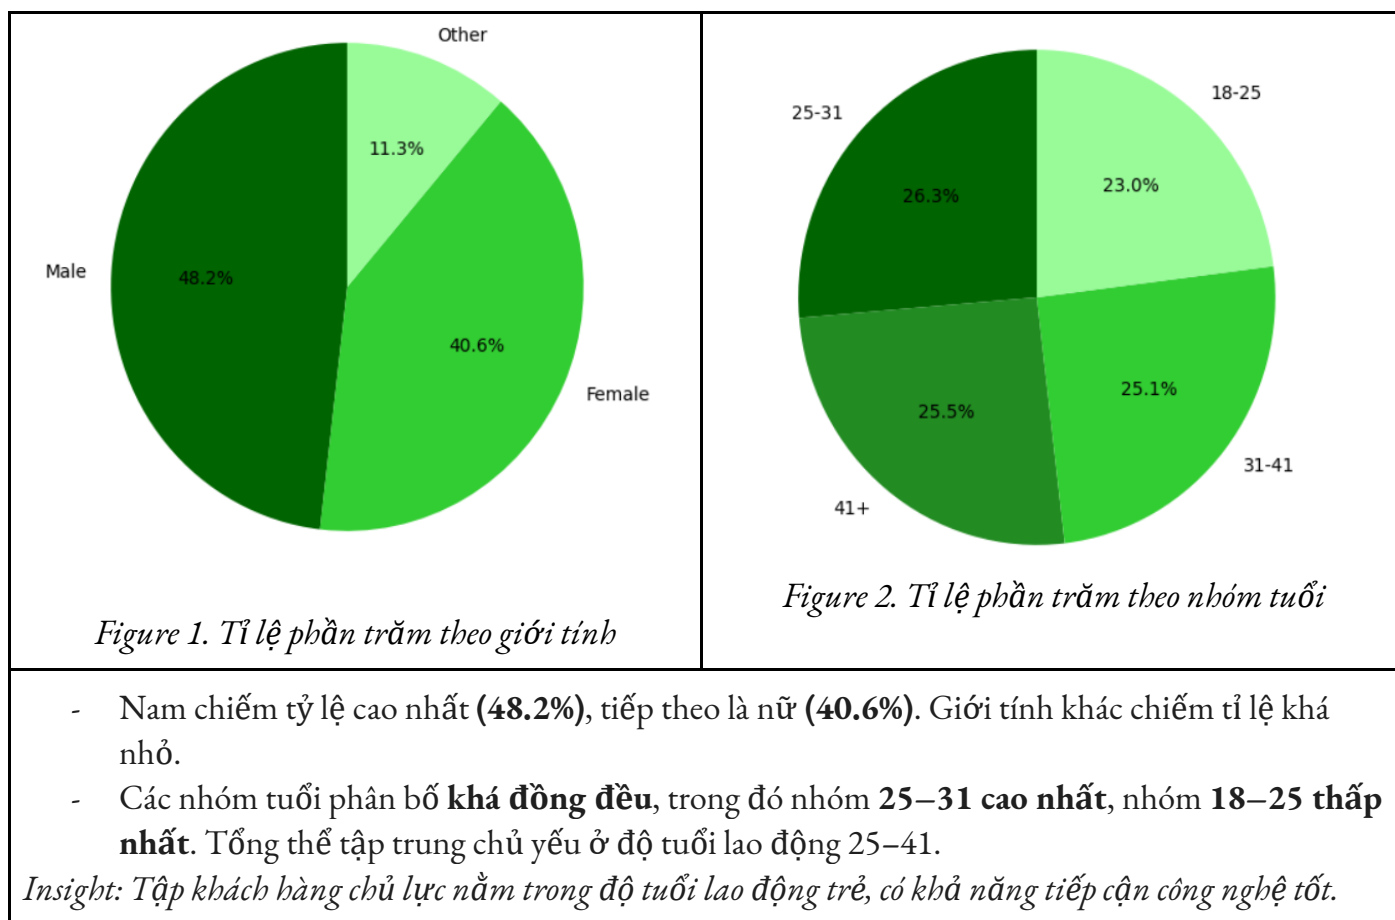 Other
11.3%
Male
48.2%
40.6%
Female
Figure 1. Tỉ lệ phần trăm theo giới tính
25-31
18-25
26.3%
23.0%
25.5%
25.1%
41+
31-41
Figure 2. Tỉ lệ phần trăm theo nhóm tuổi
- Nam chiếm tỷ lệ cao nhất (48.2%), tiếp theo là nữ (40.6%). Giới tính khác chiếm tỉ lệ khá
nhỏ.
- Các nhóm tuổi phân bố khá đồng đều, trong đó nhóm 25–31 cao nhất, nhóm 18–25 thấp
nhất. Tổng thể tập trung chủ yếu ở độ tuổi lao động 25–41.
Insight: Tập khách hàng chủ lực nằm trong độ tuổi lao động trẻ, có khả năng tiếp cận công nghệ tốt.